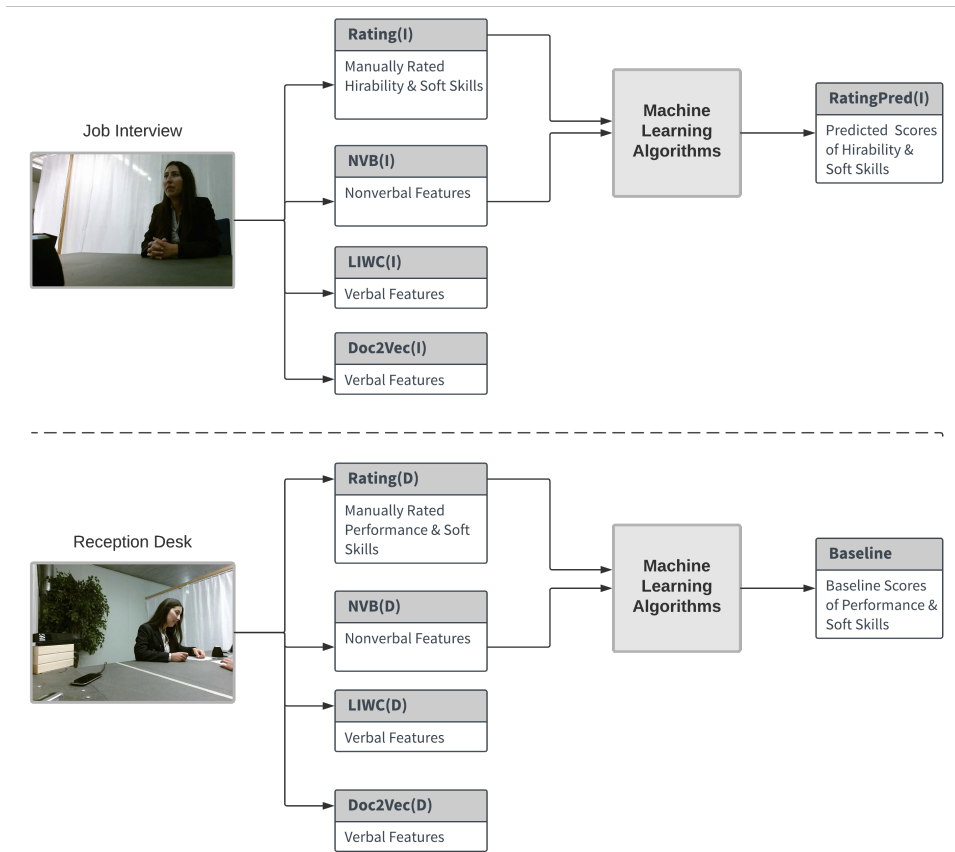 Job Interview
Rating(I)
Manually Rated
Hirability & Soft Skills
NVB(I)
Nonverbal Features
LIWC(I)
Verbal Features
Doc2Vec(I)
Verbal Features
Machine
Learning
Algorithms
RatingPred(I)
Predicted Scores
of Hirability &
Soft Skills
Reception Desk
Rating(D)
Manually Rated
Performance & Soft
Skills
NVB(D)
Nonverbal Features
LIWC(D)
Verbal Features
Doc2Vec(D)
Verbal Features
Machine
Learning
Algorithms
Baseline
Baseline Scores
of Performance &
Soft Skills